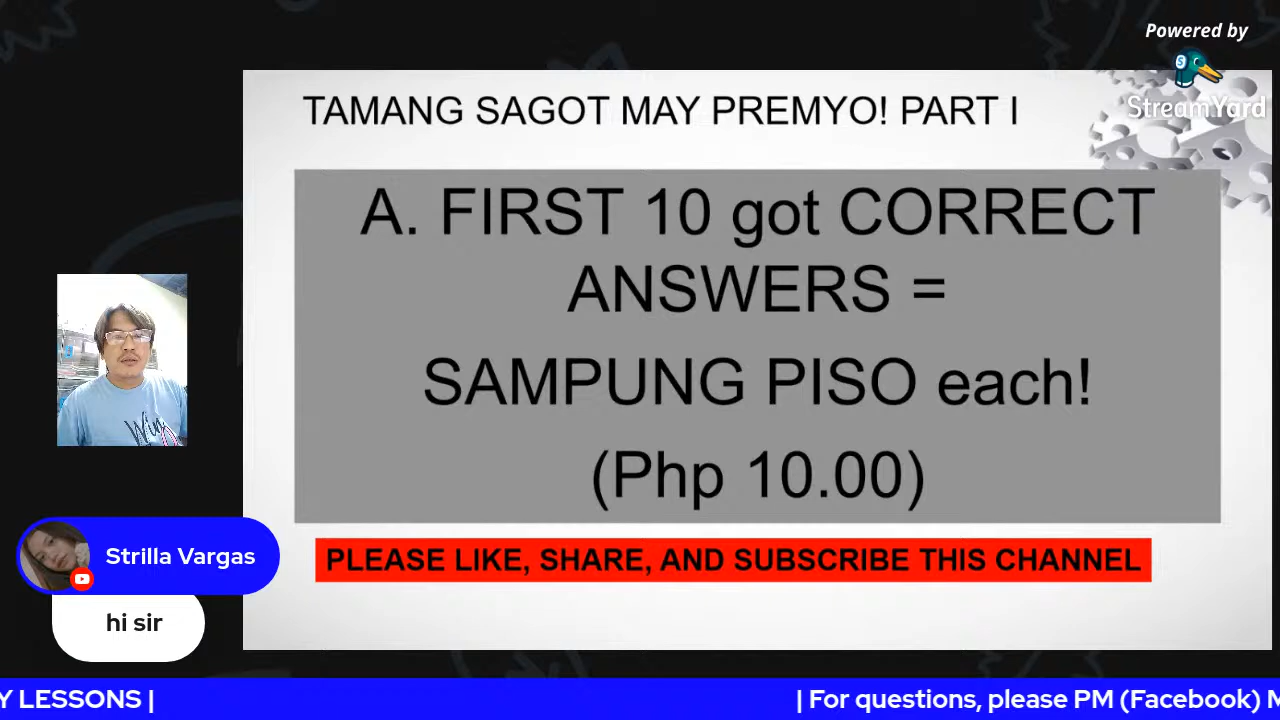 Powered by
StreamYard
TAMANG SAGOT MAY PREMYO! PART I
A. FIRST 10 got CORRECT
ANSWERS =
SAMPUNG PISO each!
(Php 10.00)
PLEASE LIKE, SHARE, AND SUBSCRIBE THIS CHANNEL
Strilla Vargas
hi sir
Y LESSONS |
| For questions, please PM (Facebook) M